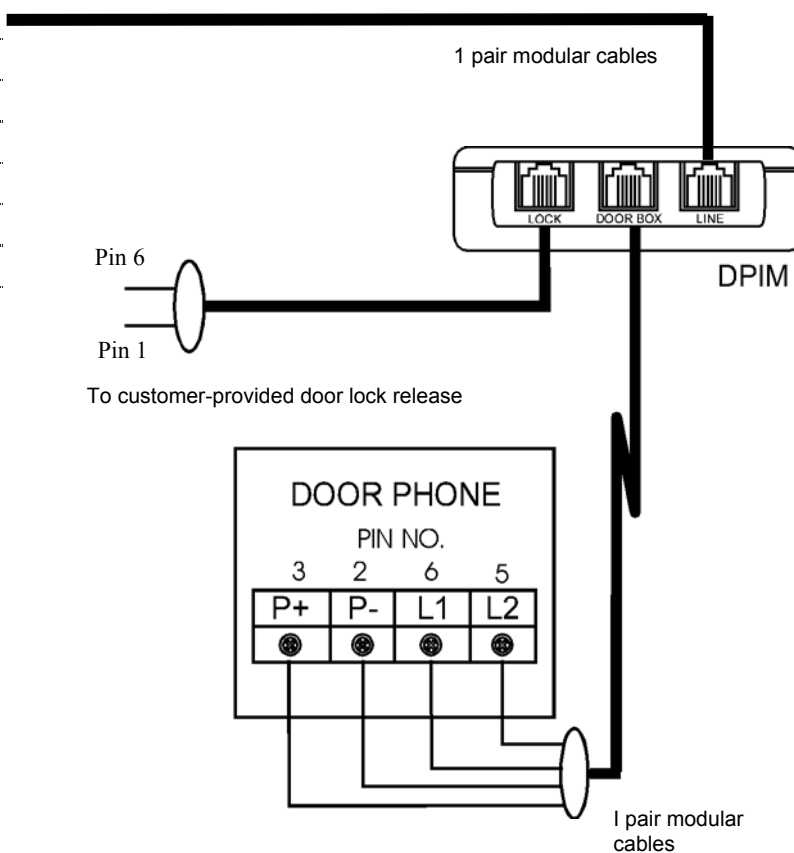 1 pair modular cables
LOCK DOOR BOX LINE
DPIM
Pin 6
Pin 1
To customer-provided door lock release
DOOR PHONE
PIN NO.
3 2 6 5
P+ P- L1 L2
I pair modular
cables